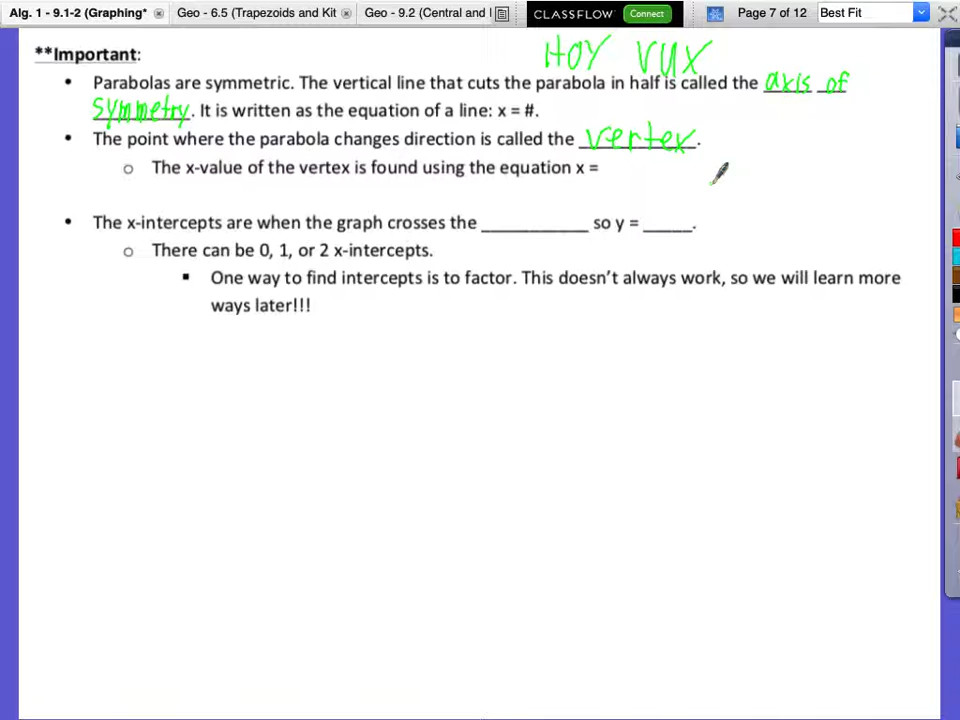 Alg. 1 - 9.1-2 (Graphing* Geo - 6.5 (Trapezoids and Kit Geo - 9.2 (Central and I CLASSFLOW Connect Page 7 of 12 Best Fit
HOY VUX
**Important:
• Parabolas are symmetric. The vertical line that cuts the parabola in half is called the axis of
symmetry. It is written as the equation of a line: x = #.
• The point where the parabola changes direction is called the vertex.
o The x-value of the vertex is found using the equation x =
• The x-intercepts are when the graph crosses the ___________ so y = _____.
o There can be 0, 1, or 2 x-intercepts.
▪ One way to find intercepts is to factor. This doesn't always work, so we will learn more
ways later!!!